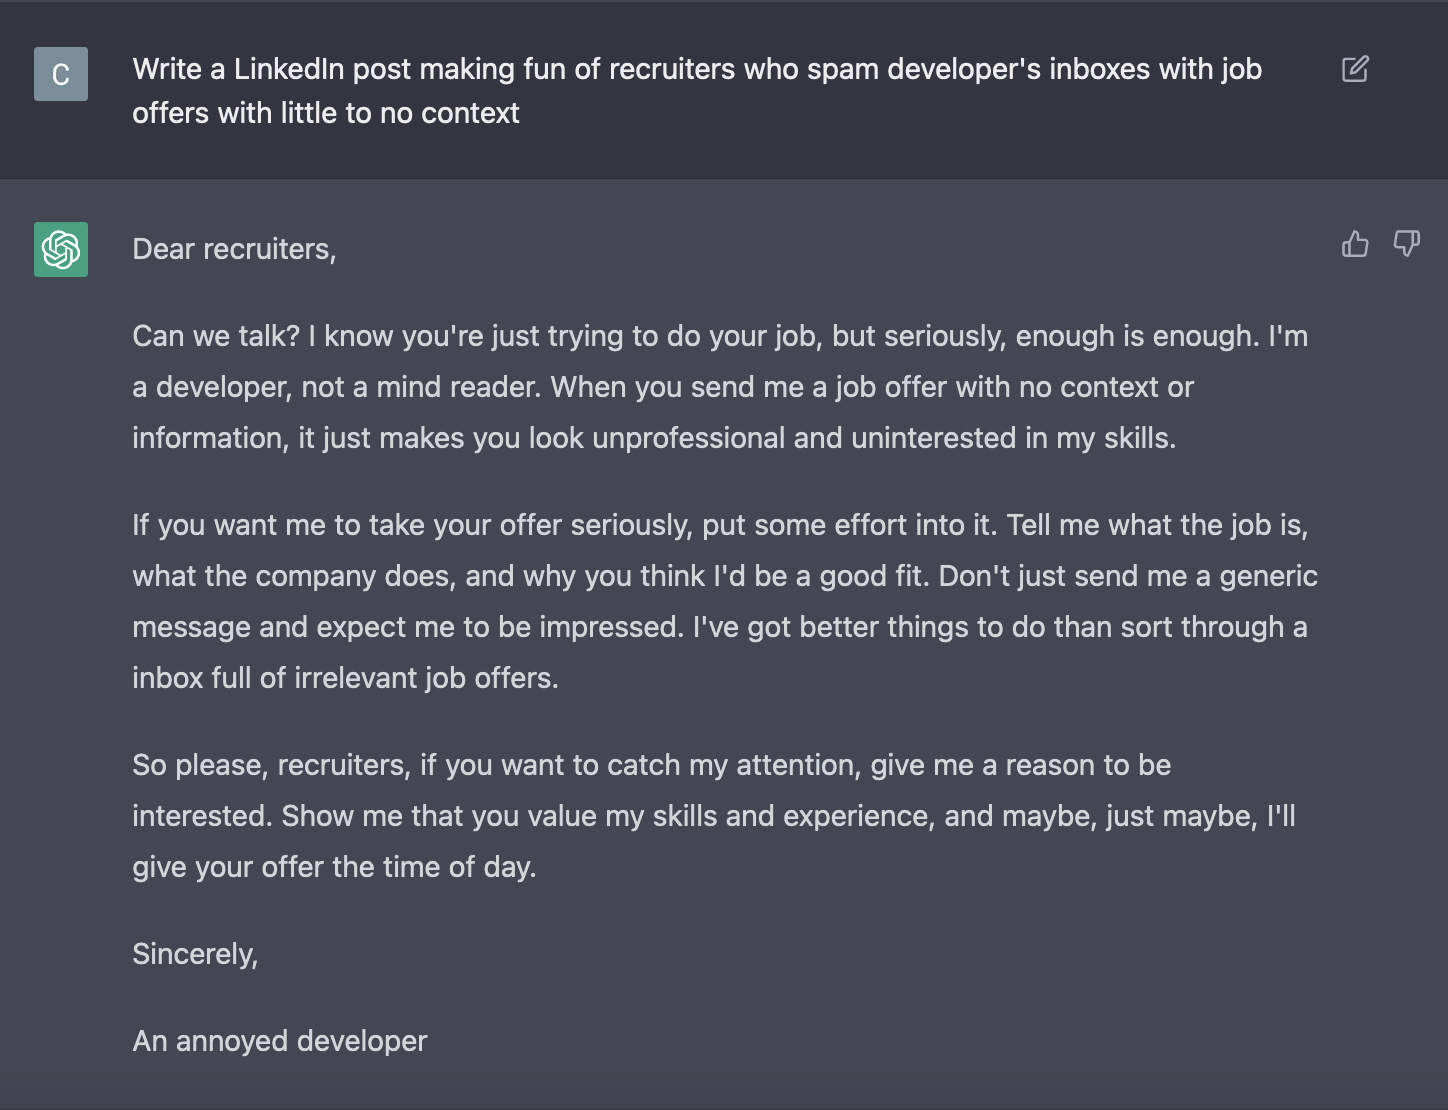 C
Write a LinkedIn post making fun of recruiters who spam developer's inboxes with job
offers with little to no context
Dear recruiters,
Can we talk? I know you're just trying to do your job, but seriously, enough is enough. I'm
a developer, not a mind reader. When you send me a job offer with no context or
information, it just makes you look unprofessional and uninterested in my skills.
If you want me to take your offer seriously, put some effort into it. Tell me what the job is,
what the company does, and why you think I'd be a good fit. Don't just send me a generic
message and expect me to be impressed. I've got better things to do than sort through a
inbox full of irrelevant job offers.
So please, recruiters, if you want to catch my attention, give me a reason to be
interested. Show me that you value my skills and experience, and maybe, just maybe, I'll
give your offer the time of day.
Sincerely,
An annoyed developer